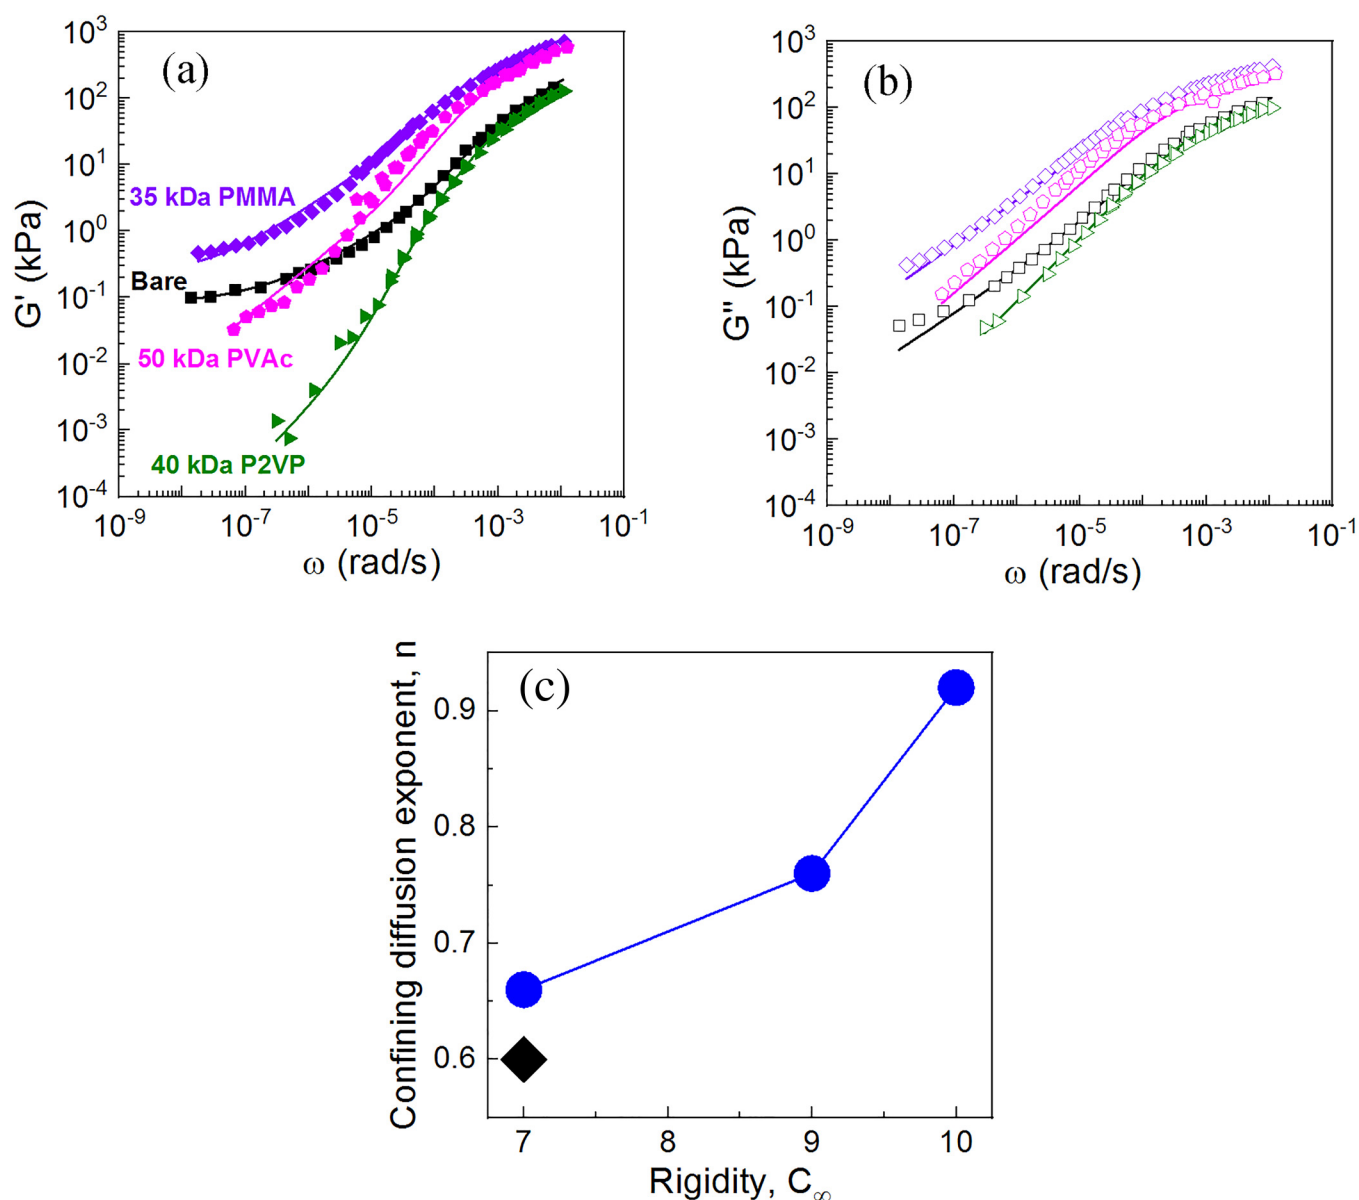 (a)
G' (kPa)
10³
10²
10¹
10⁰
10⁻¹
10⁻²
10⁻³
10⁻⁴
35 kDa PMMA
Bare
50 kDa PVAc
40 kDa P2VP
10⁻⁹ 10⁻⁷ 10⁻⁵ 10⁻³ 10⁻¹
ω (rad/s)
(b)
G'' (kPa)
10³
10²
10¹
10⁰
10⁻¹
10⁻²
10⁻³
10⁻⁴
10⁻⁹ 10⁻⁷ 10⁻⁵ 10⁻³ 10⁻¹
ω (rad/s)
(c)
Confining diffusion exponent, n
0.9
0.8
0.7
0.6
7 8 9 10
Rigidity, C∞